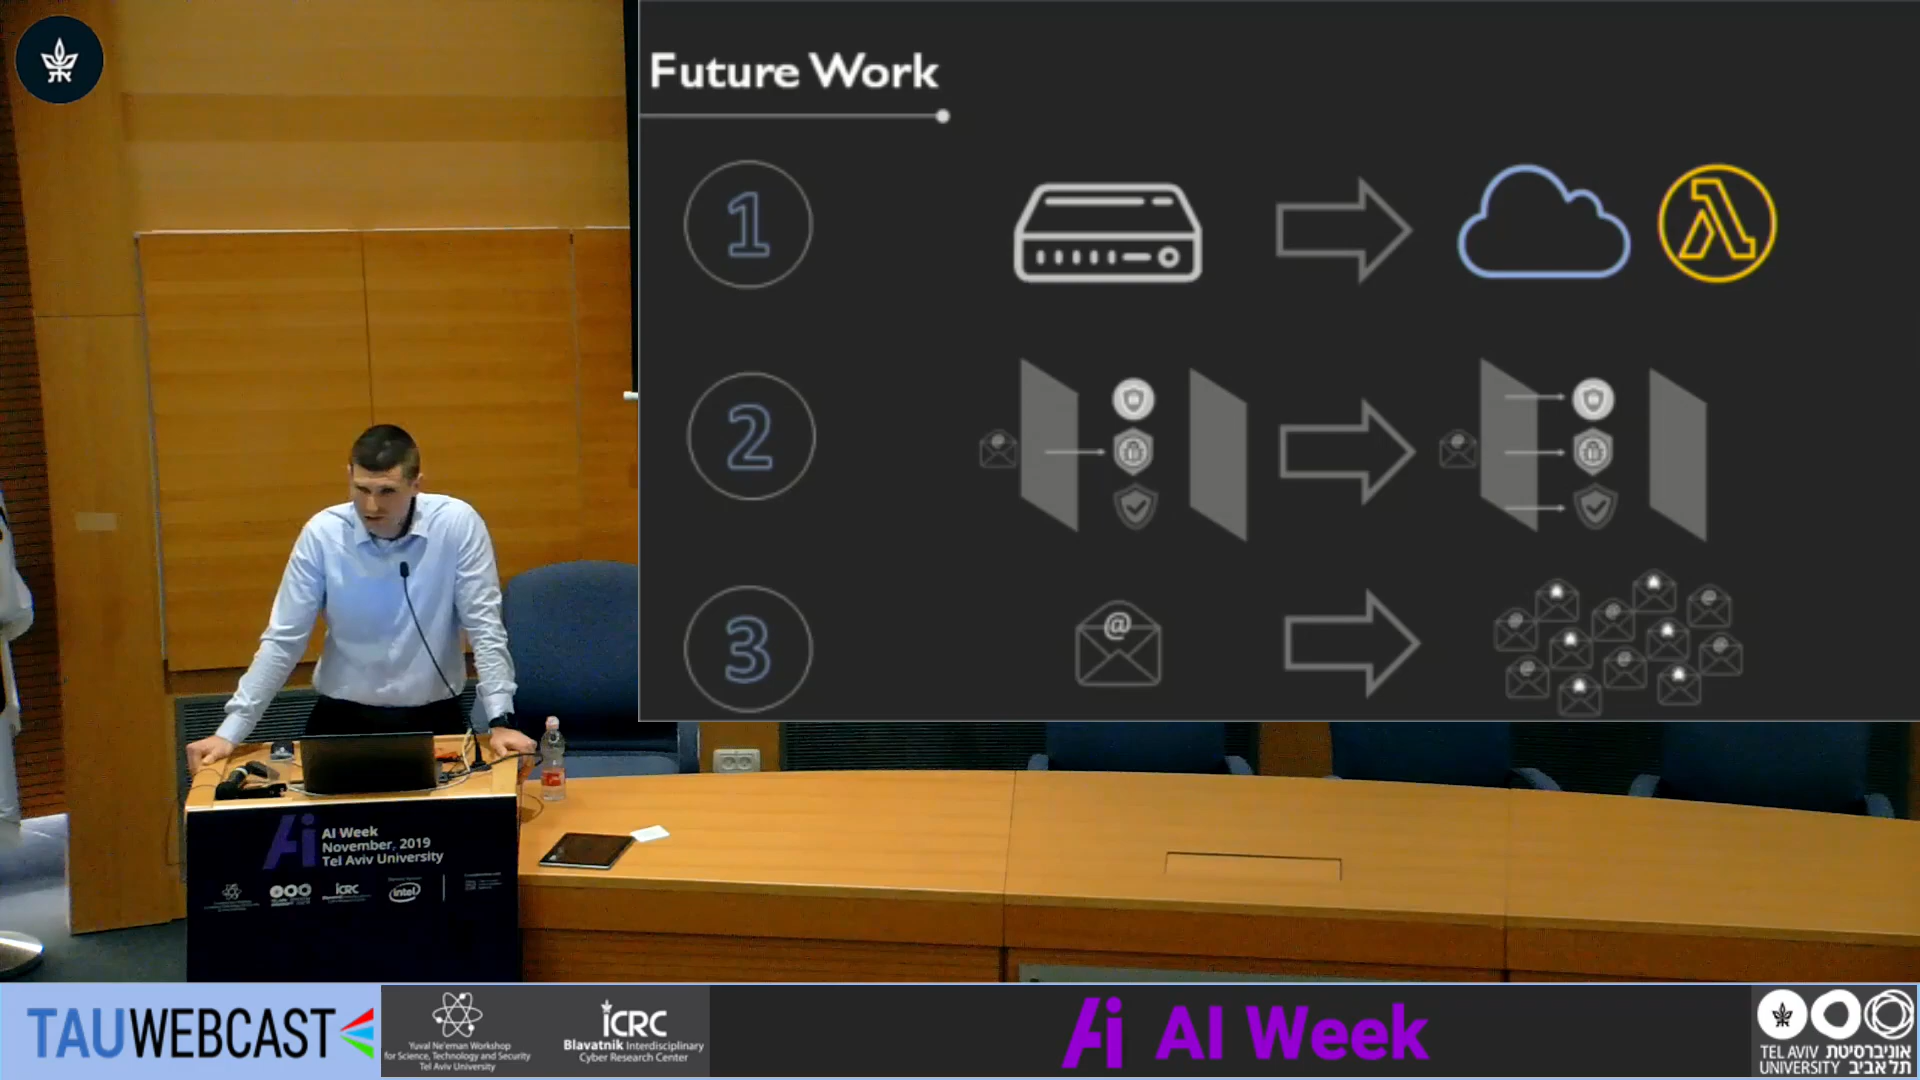 Future Work
1
2
3
@
AI Week
November, 2019
Tel Aviv University
iCRC
intel
TAUWEBCAST
Yuval Ne'eman Workshop
for Science, Technology and Security
Tel Aviv University
iCRC
Blavatnik Interdisciplinary
Cyber Research Center
Ai AI Week
TEL AVIV אוניברסיטת
UNIVERSITY תל אביב